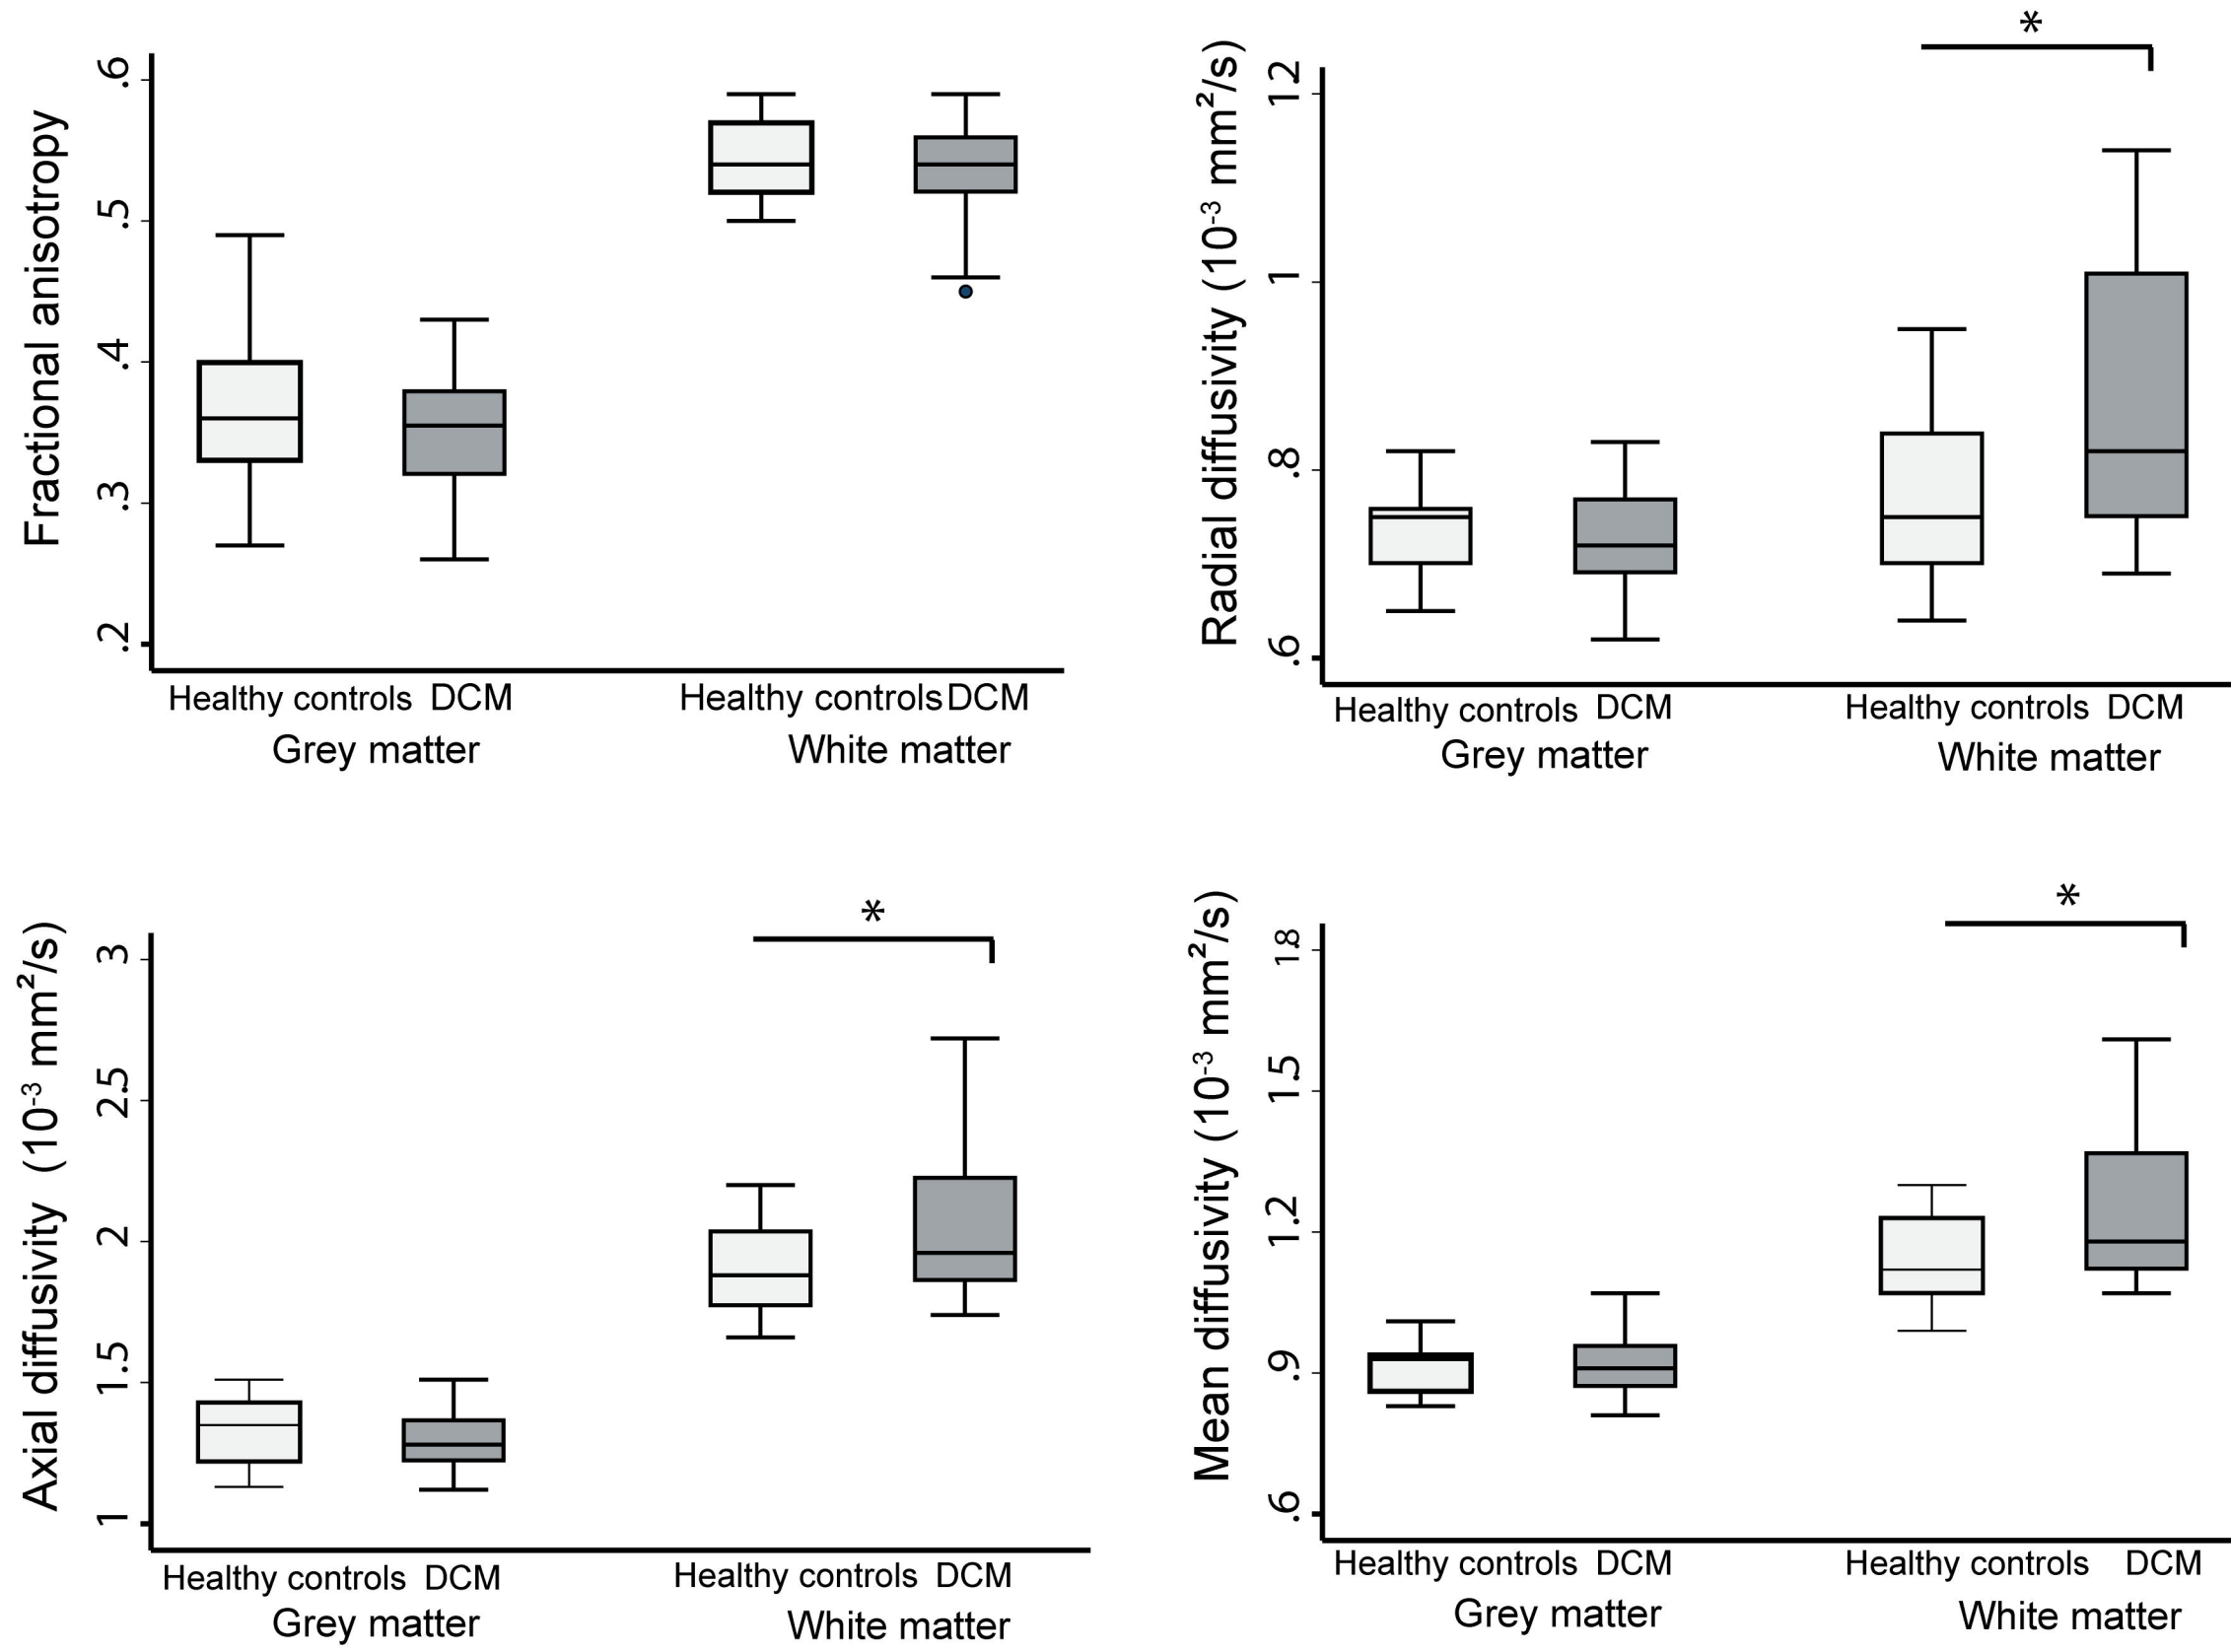 Fractional anisotropy
.6
.5
.4
.3
.2
Healthy controls DCM
Healthy controls DCM
Grey matter
White matter
*
Radial diffusivity (10⁻³ mm²/s)
1.2
1
.8
.6
Healthy controls DCM
Healthy controls DCM
Grey matter
White matter
*
Axial diffusivity (10⁻³ mm²/s)
3
2.5
2
1.5
1
Healthy controls DCM
Healthy controls DCM
Grey matter
White matter
*
Mean diffusivity (10⁻³ mm²/s)
1.8
1.5
1.2
.9
.6
Healthy controls DCM
Healthy controls DCM
Grey matter
White matter